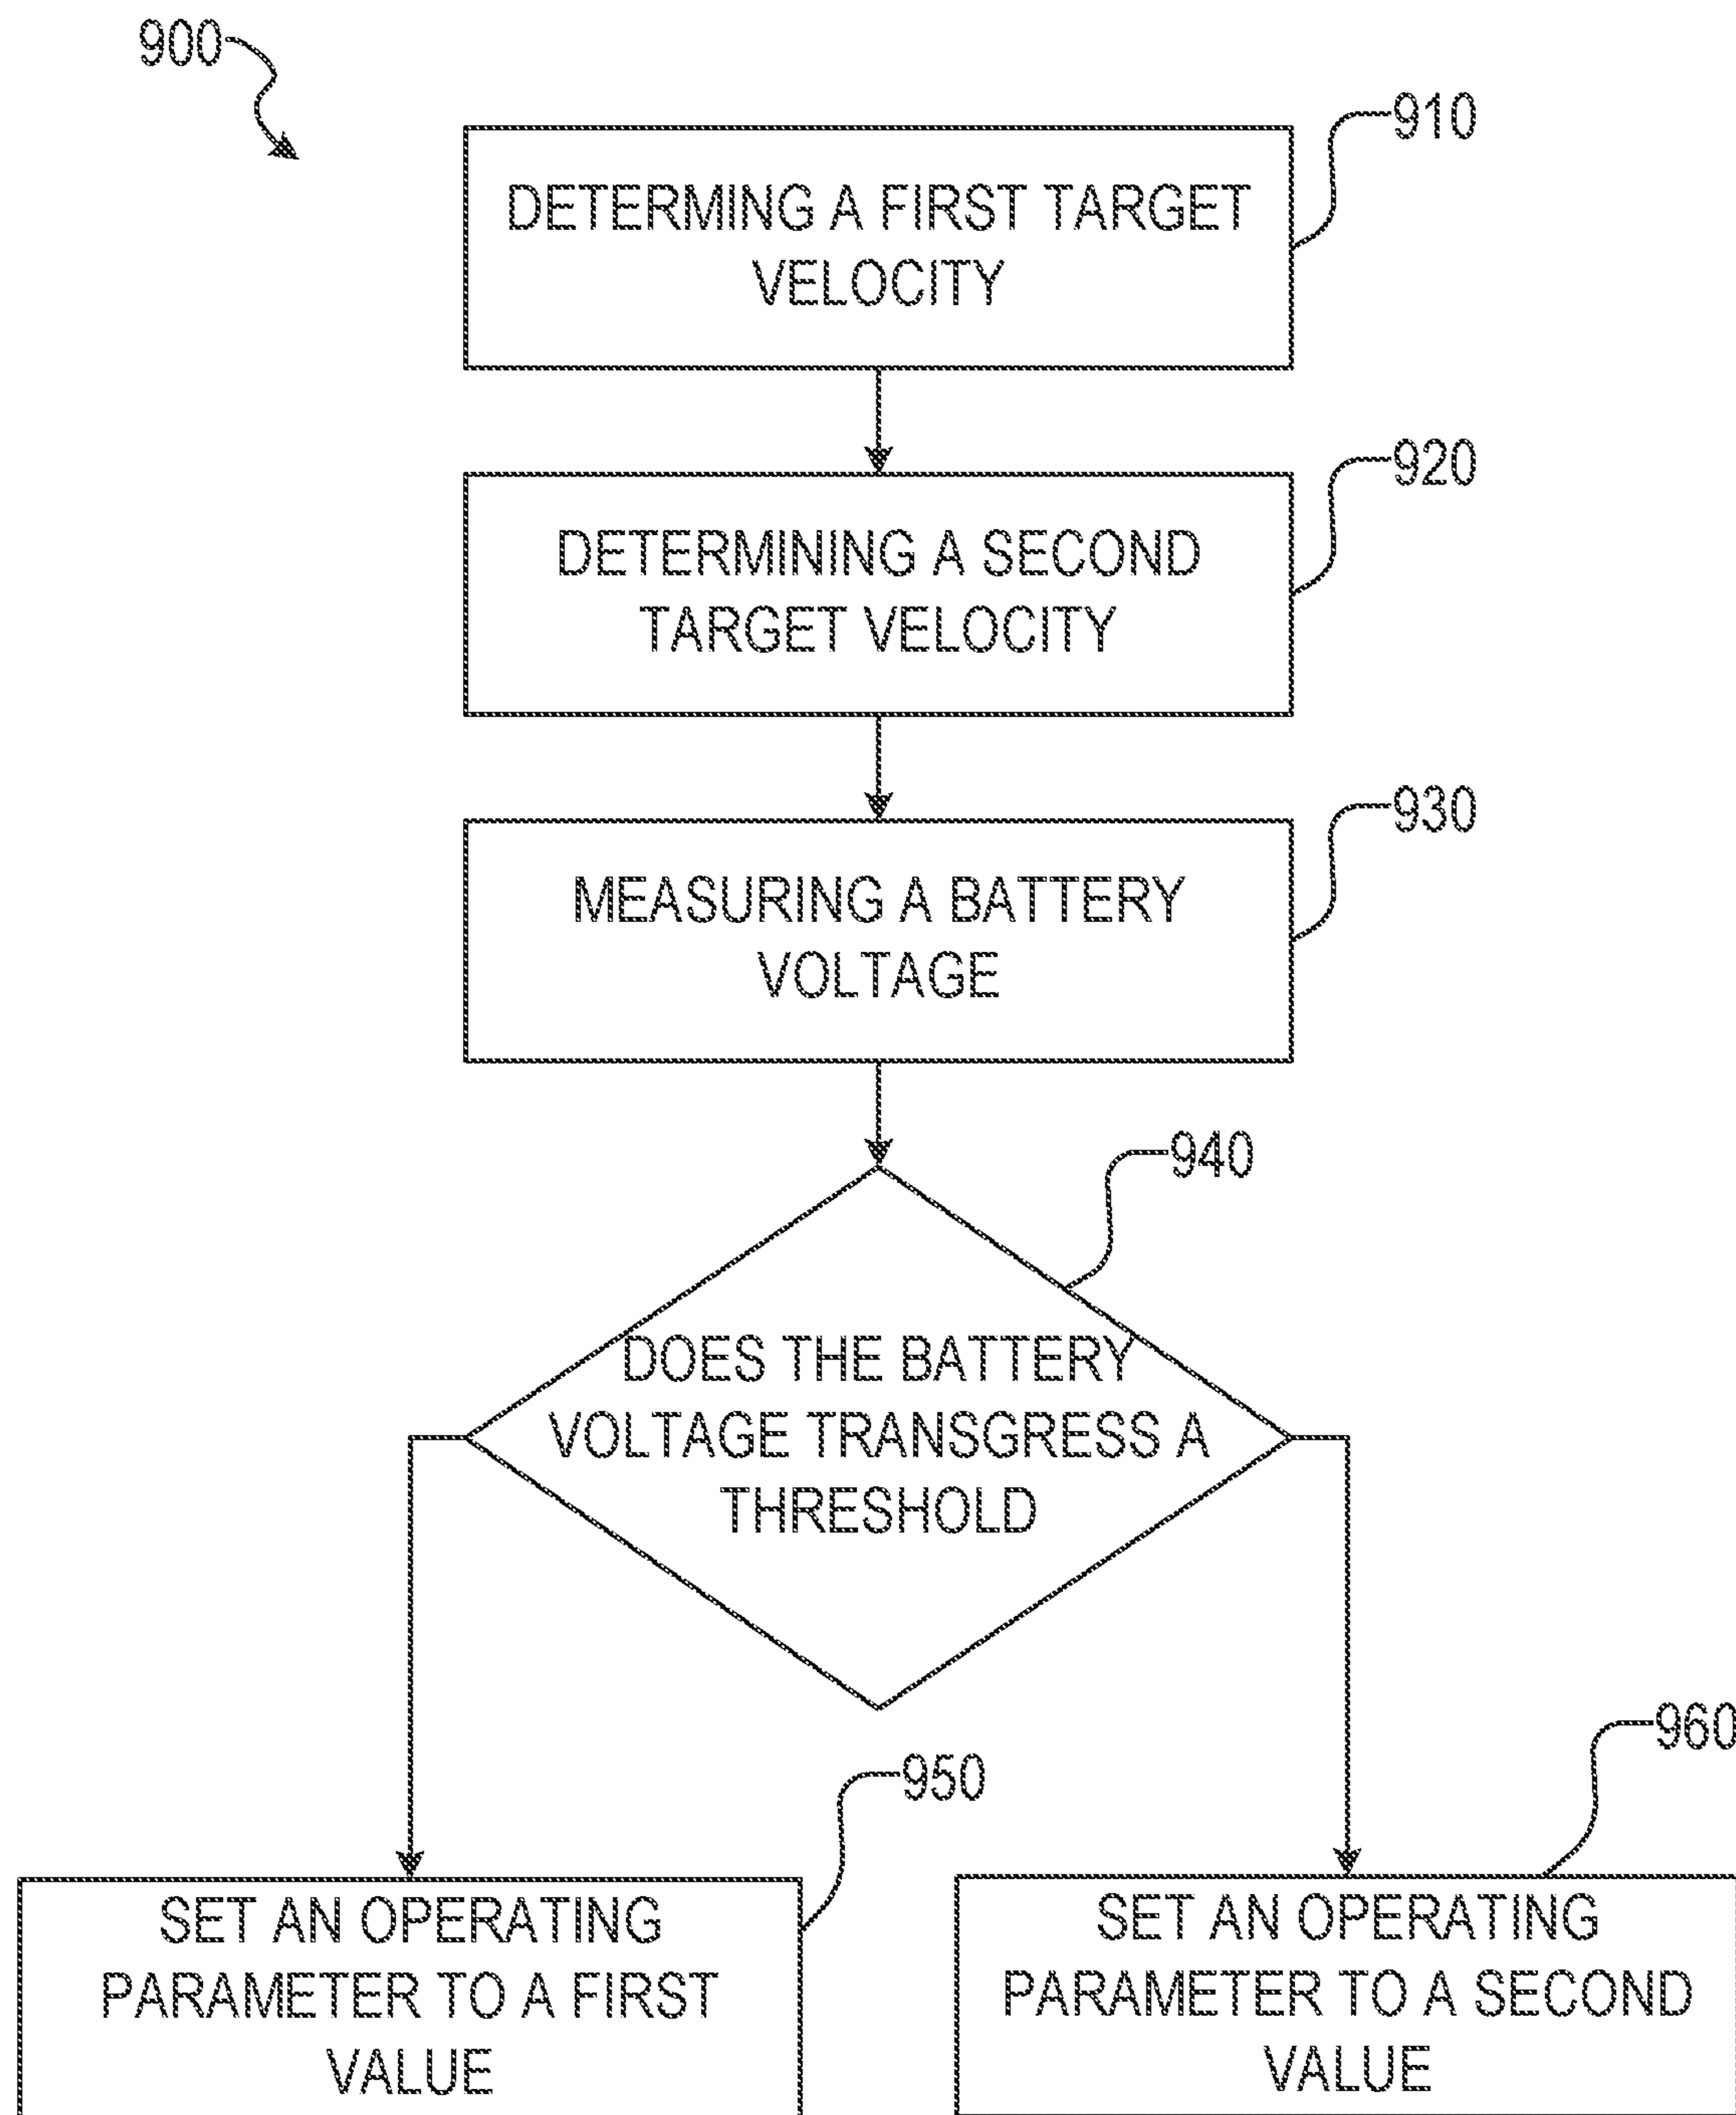 900
910
DETERMING A FIRST TARGET
VELOCITY
920
DETERMINING A SECOND
TARGET VELOCITY
930
MEASURING A BATTERY
VOLTAGE
940
DOES THE BATTERY
VOLTAGE TRANSGRESS A
THRESHOLD
950
SET AN OPERATING
PARAMETER TO A FIRST
VALUE
960
SET AN OPERATING
PARAMETER TO A SECOND
VALUE